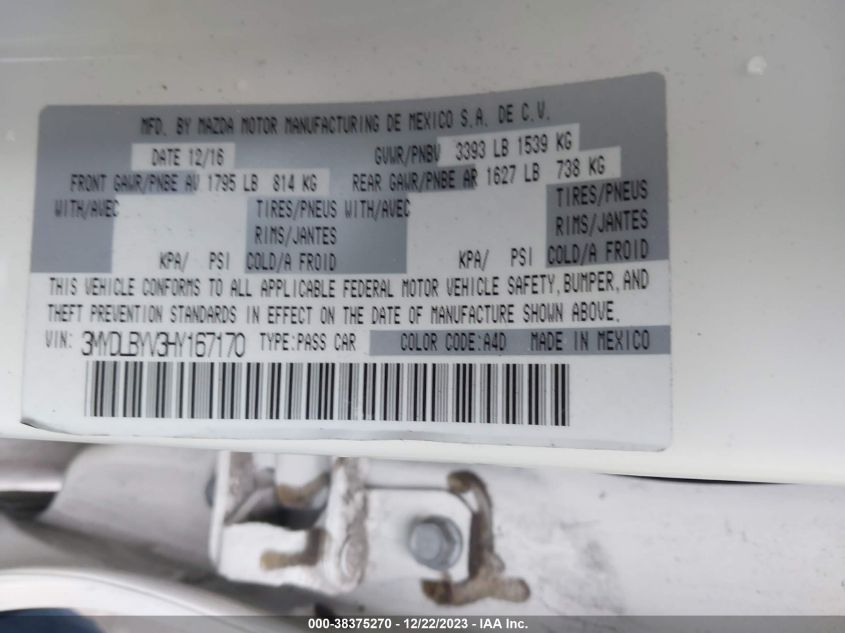 MFD. BY MAZDA MOTOR MANUFACTURING DE MEXICO S.A. DE C.V.
DATE 12/16 GVWR/PNBV 3393 LB 1539 KG
FRONT GAWR/PNBE AV 1795 LB 814 KG REAR GAWR/PNBE AR 1627 LB 738 KG
WITH/AVEC TIRES/PNEUS WITH/AVEC TIRES/PNEUS
RIMS/JANTES RIMS/JANTES
KPA/ PSI COLD/A FROID KPA/ PSI COLD/A FROID
THIS VEHICLE CONFORMS TO ALL APPLICABLE FEDERAL MOTOR VEHICLE SAFETY, BUMPER, AND
THEFT PREVENTION STANDARDS IN EFFECT ON THE DATE OF MANUFACTURE SHOWN ABOVE.
VIN: 3MYDLBYV3HY167170 TYPE:PASS CAR COLOR CODE:A4D MADE IN MEXICO
000-38375270 - 12/22/2023 - IAA Inc.